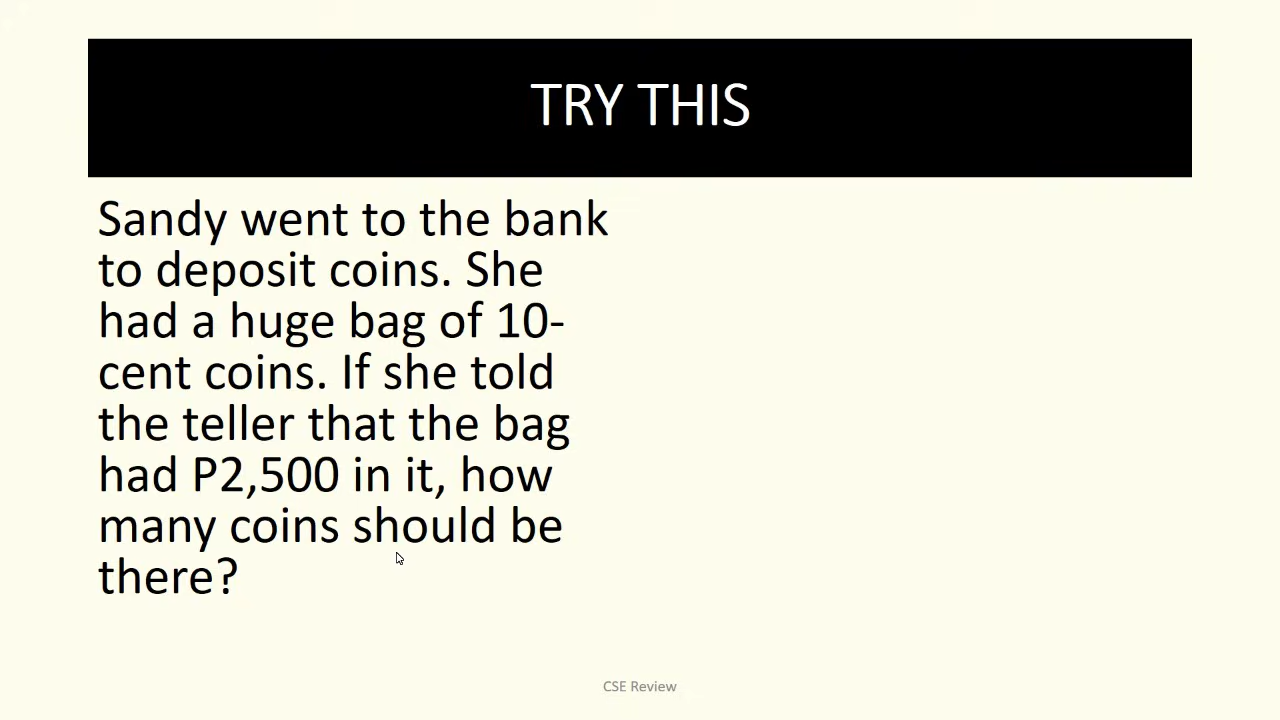 TRY THIS
Sandy went to the bank
to deposit coins. She
had a huge bag of 10-
cent coins. If she told
the teller that the bag
had P2,500 in it, how
many coins should be
there?
CSE Review